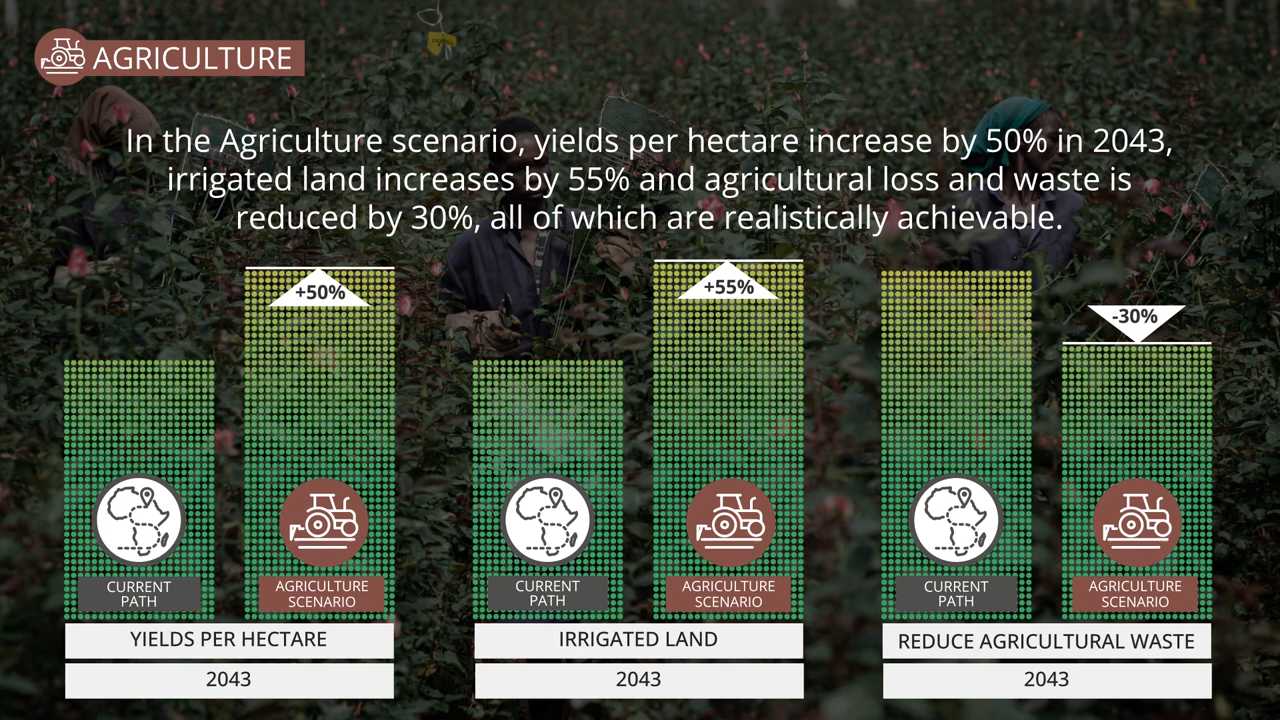 AGRICULTURE
In the Agriculture scenario, yields per hectare increase by 50% in 2043,
irrigated land increases by 55% and agricultural loss and waste is
reduced by 30%, all of which are realistically achievable.
+50%
+55%
-30%
CURRENT
PATH
AGRICULTURE
SCENARIO
CURRENT
PATH
AGRICULTURE
SCENARIO
CURRENT
PATH
AGRICULTURE
SCENARIO
YIELDS PER HECTARE
IRRIGATED LAND
REDUCE AGRICULTURAL WASTE
2043
2043
2043